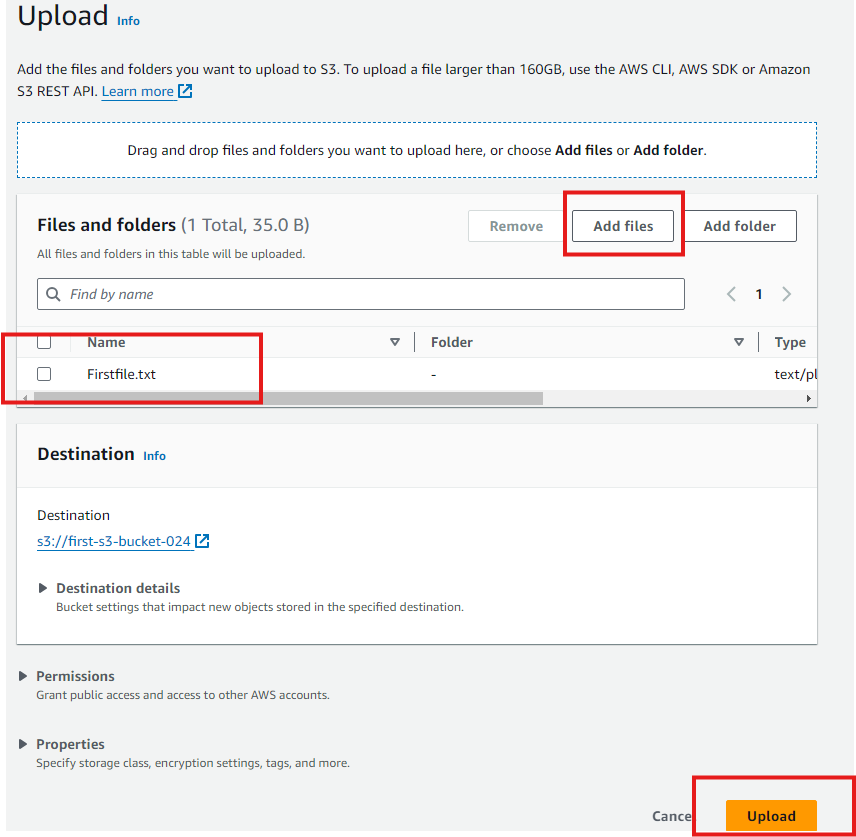 Upload Info
Add the files and folders you want to upload to S3. To upload a file larger than 160GB, use the AWS CLI, AWS SDK or Amazon
S3 REST API. Learn more
Drag and drop files and folders you want to upload here, or choose Add files or Add folder.
Files and folders (1 Total, 35.0 B)
Remove Add files Add folder
All files and folders in this table will be uploaded.
Find by name
1
Name Folder Type
Firstfile.txt - text/pl
Destination Info
Destination
s3://first-s3-bucket-024
Destination details
Bucket settings that impact new objects stored in the specified destination.
Permissions
Grant public access and access to other AWS accounts.
Properties
Specify storage class, encryption settings, tags, and more.
Cance Upload